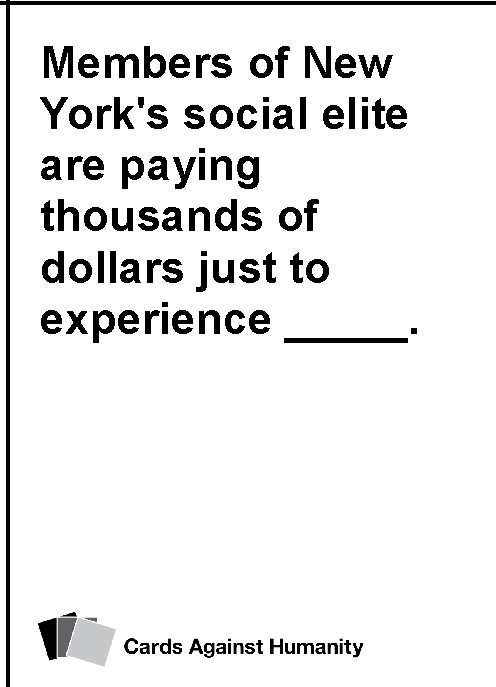 Members of New
York's social elite
are paying
thousands of
dollars just to
experience _____.
Cards Against Humanity